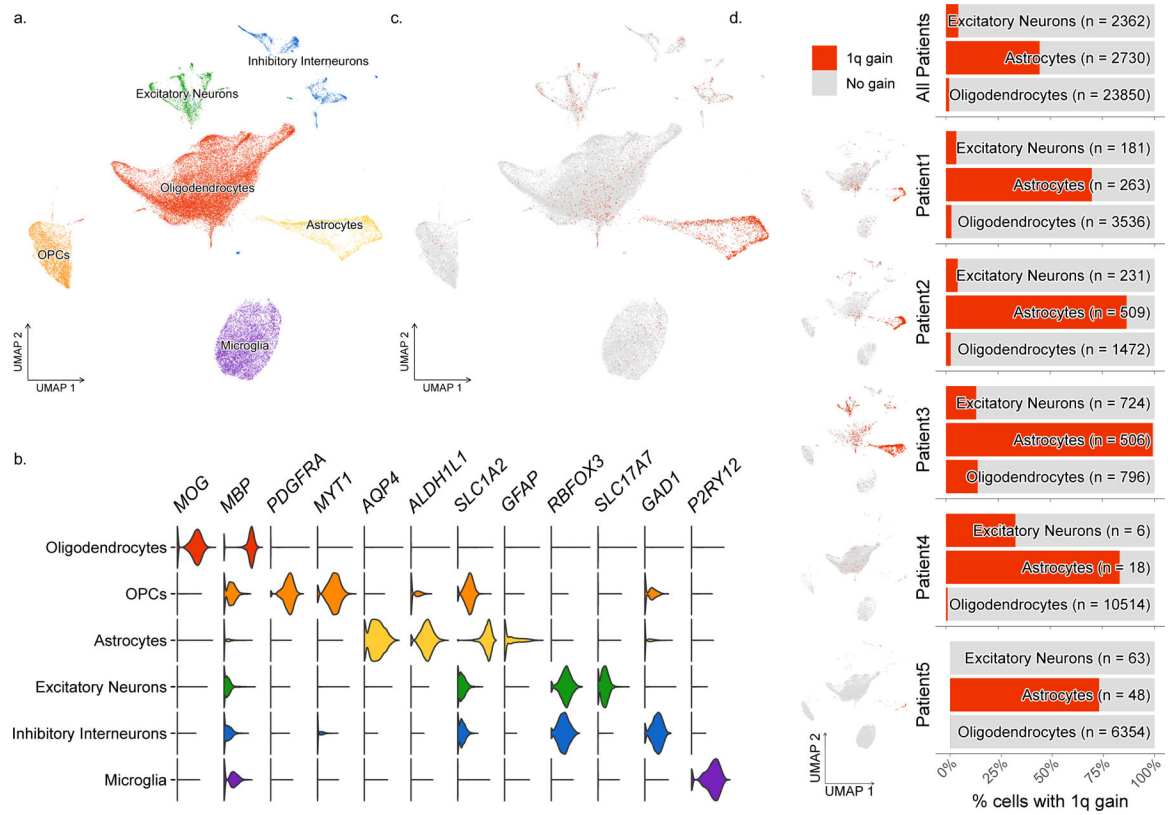 a.
Inhibitory Interneurons
Excitatory Neurons
Oligodendrocytes
Astrocytes
OPCs
Microglia
UMAP 2
UMAP 1
b.
MOG
MBP
PDGFRA
MYT1
AQP4
ALDH1L1
SLC1A2
GFAP
RBFOX3
SLC17A7
GAD1
P2RY12
Oligodendrocytes
OPCs
Astrocytes
Excitatory Neurons
Inhibitory Interneurons
Microglia
c.
UMAP 2
UMAP 1
d.
1q gain
No gain
All Patients
Excitatory Neurons (n = 2362)
Astrocytes (n = 2730)
Oligodendrocytes (n = 23850)
Patient1
Excitatory Neurons (n = 181)
Astrocytes (n = 263)
Oligodendrocytes (n = 3536)
Patient2
Excitatory Neurons (n = 231)
Astrocytes (n = 509)
Oligodendrocytes (n = 1472)
Patient3
Excitatory Neurons (n = 724)
Astrocytes (n = 506)
Oligodendrocytes (n = 796)
Patient4
Excitatory Neurons (n = 6)
Astrocytes (n = 18)
Oligodendrocytes (n = 10514)
Patient5
Excitatory Neurons (n = 63)
Astrocytes (n = 48)
Oligodendrocytes (n = 6354)
UMAP 2
UMAP 1
0% 25% 50% 75% 100%
% cells with 1q gain